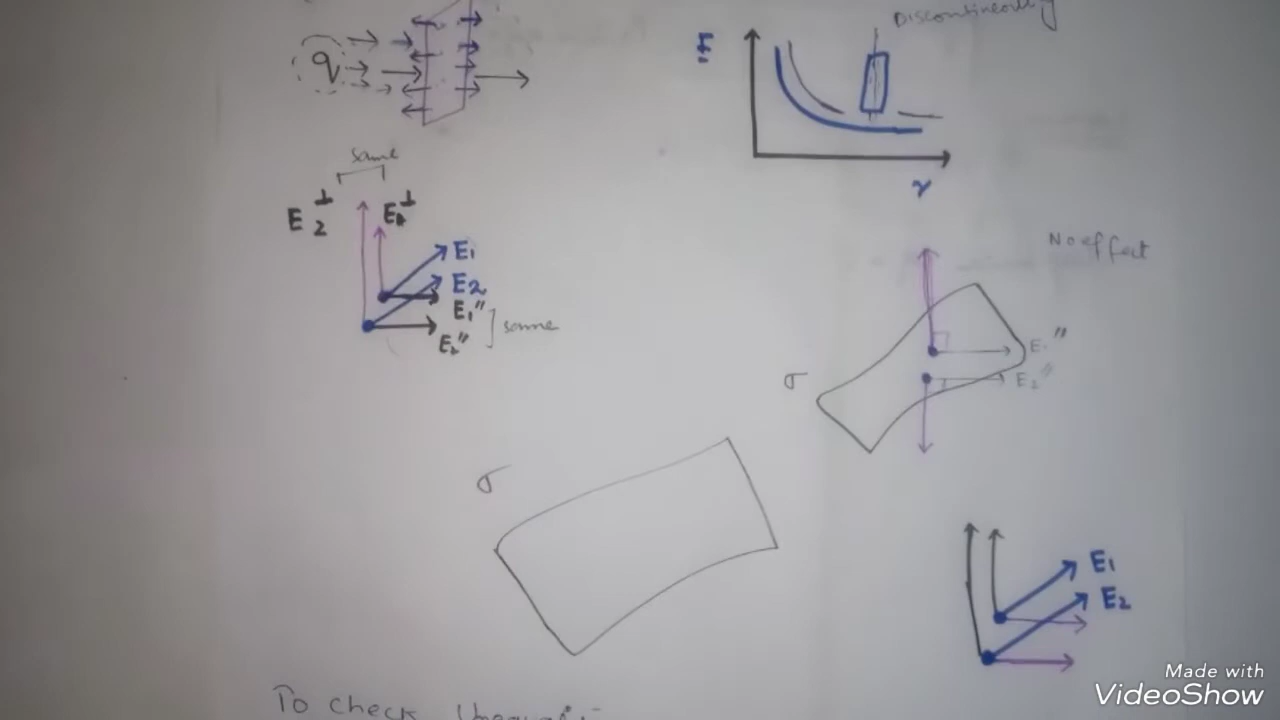 Discontineouly
q
E
r
same
E2⊥
E1⊥
E1
E2
E1"
same
E2"
No effect
E1"
E2"
σ
σ
E1
E2
To check
Made with
VideoShow